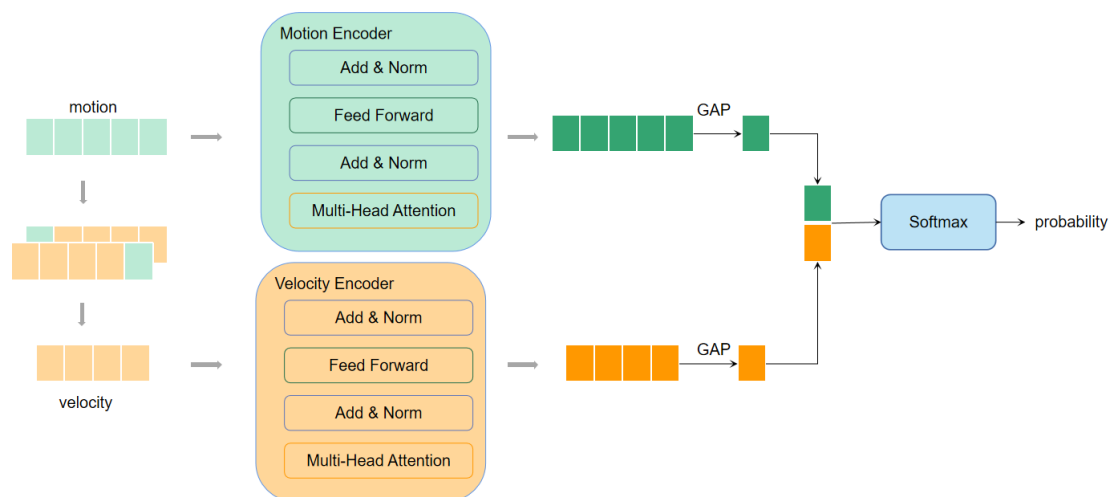 motion
velocity
Motion Encoder
Add & Norm
Feed Forward
Add & Norm
Multi-Head Attention
Velocity Encoder
Add & Norm
Feed Forward
Add & Norm
Multi-Head Attention
GAP
GAP
Softmax
probability